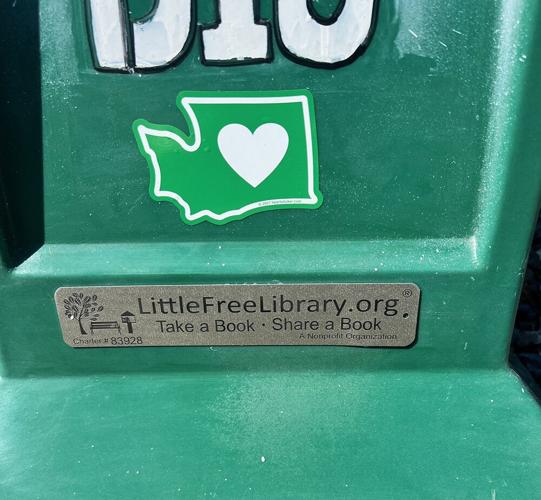 LittleFreeLibrary.org®
Take a Book · Share a Book
Charter # 83928
A Nonprofit Organization